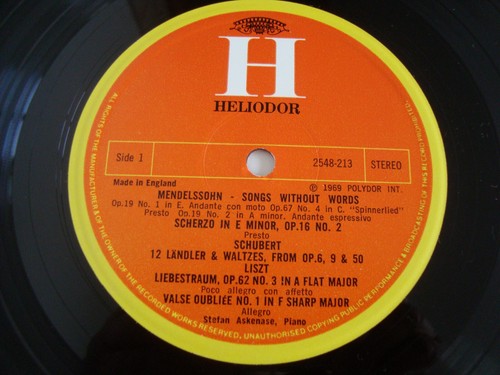 H
HELIODOR
Side 1
2548-213
STEREO
Made in England
℗ 1969 POLYDOR INT.
MENDELSSOHN - SONGS WITHOUT WORDS
Op.19 No. 1 in E. Andante con moto Op.67 No. 4 in C. "Spinnerlied"
Presto Op.19 No. 2 in A minor. Andante espressivo
SCHERZO IN E MINOR, OP.16 NO. 2
Presto
SCHUBERT
12 LÄNDLER & WALTZES, FROM OP.6, 9 & 50
LISZT
LIEBESTRAUM, OP.62 NO. 3 IN A FLAT MAJOR
Poco allegro con affetto
VALSE OUBLIÉE NO. 1 IN F SHARP MAJOR
Allegro
Stefan Askenase, Piano
ALL RIGHTS OF THE MANUFACTURER & OF THE OWNER OF THE RECORDED WORKS RESERVED, UNAUTHORISED COPYING PUBLIC PERFORMANCE & BROADCASTING OF THIS RECORD PROHIBITED